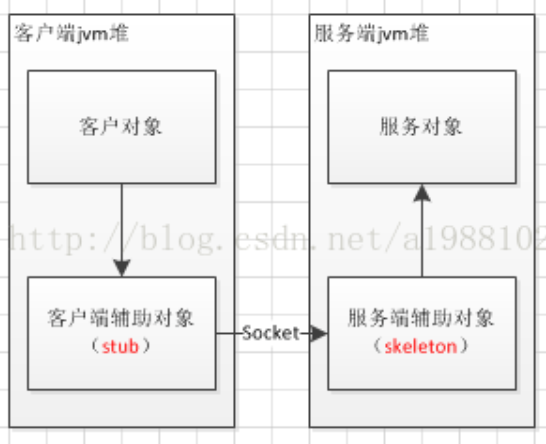 客户端jvm堆
客户对象
客户端辅助对象
（stub）
Socket
服务端jvm堆
服务对象
服务端辅助对象
（skeleton）
http://blog.csdn.net/a1988102